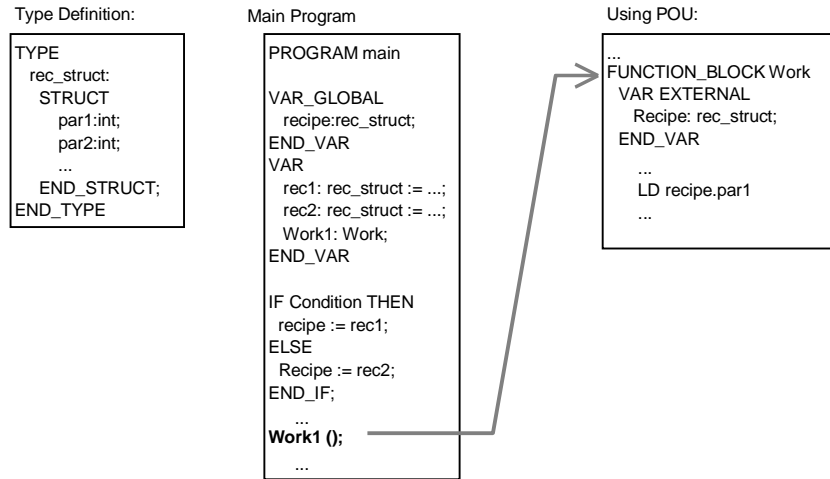 Type Definition:
TYPE
rec_struct:
STRUCT
par1:int;
par2:int;
...
END_STRUCT;
END_TYPE
Main Program
PROGRAM main
VAR_GLOBAL
recipe:rec_struct;
END_VAR
VAR
rec1: rec_struct := ...;
rec2: rec_struct := ...;
Work1: Work;
END_VAR
IF Condition THEN
recipe := rec1;
ELSE
Recipe := rec2;
END_IF;
...
Work1 ();
...
Using POU:
...
FUNCTION_BLOCK Work
VAR EXTERNAL
Recipe: rec_struct;
END_VAR
...
LD recipe.par1
...